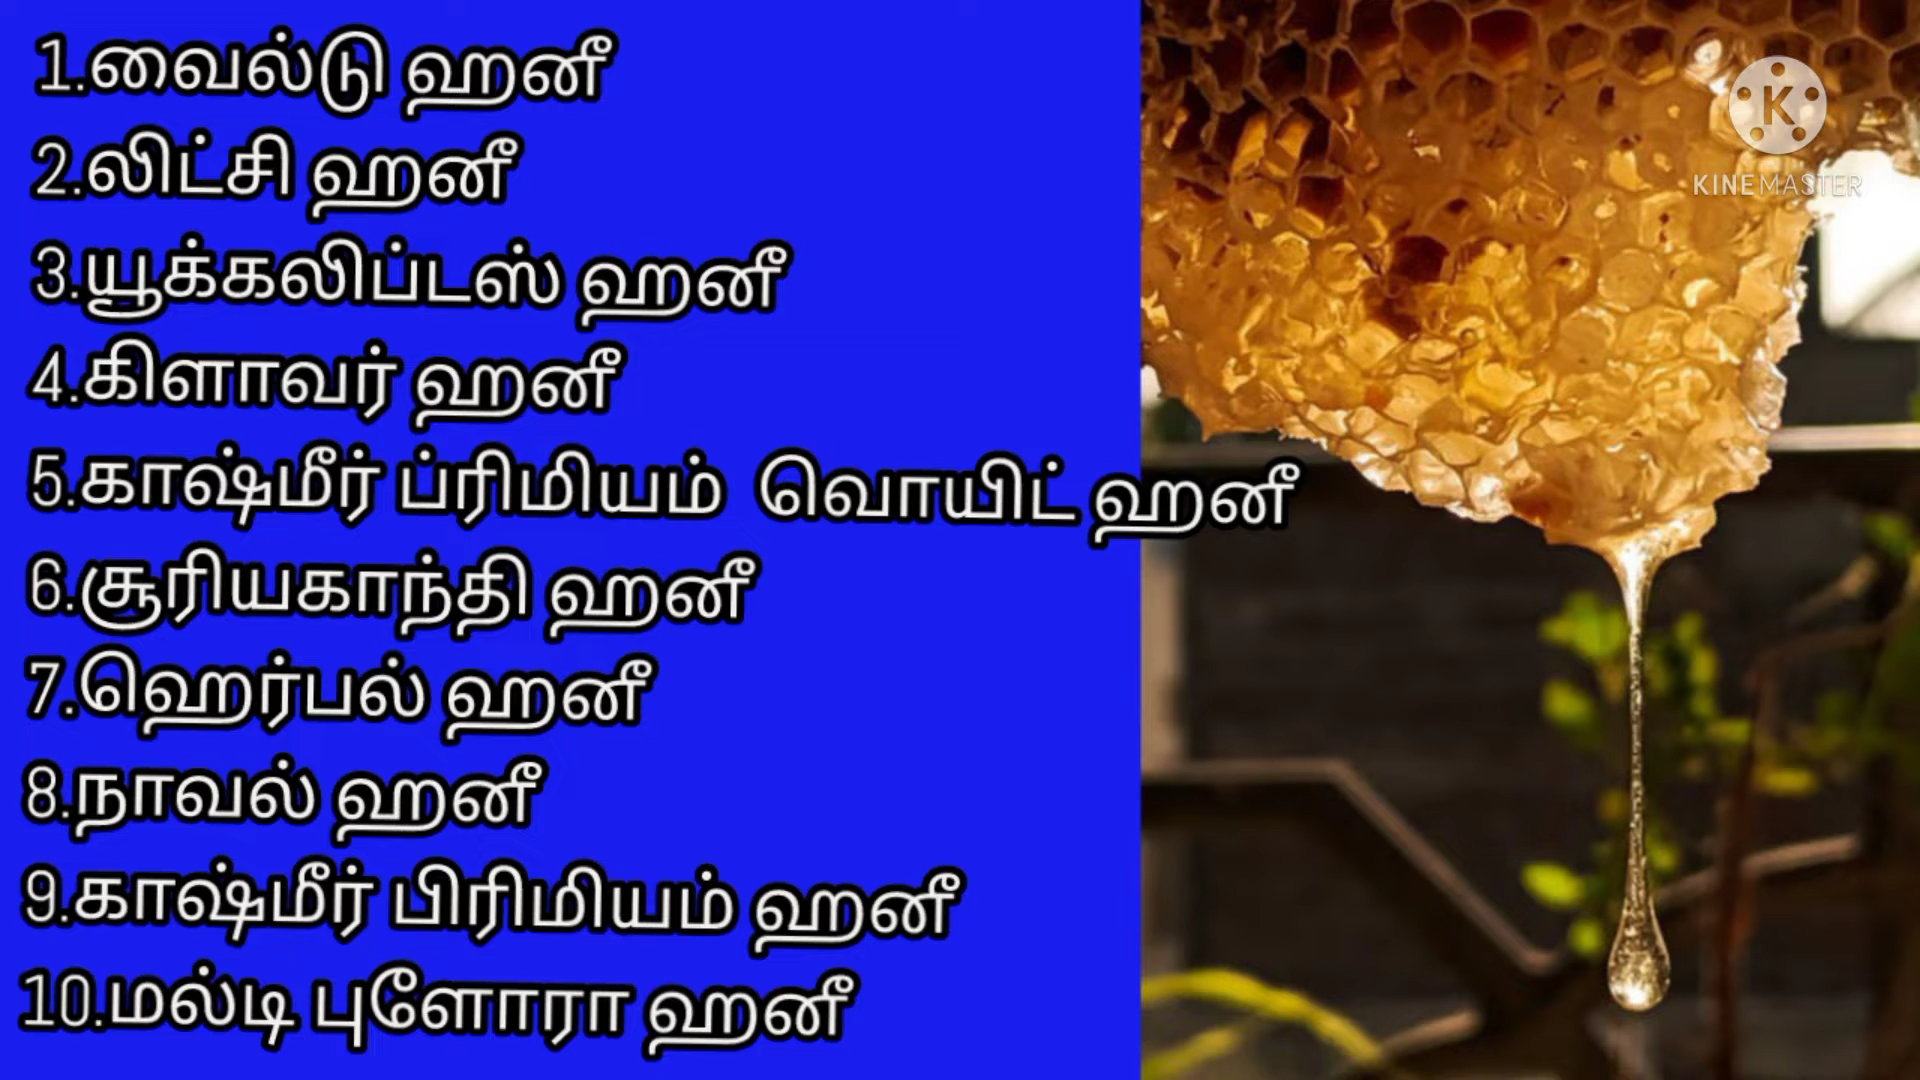 1.வைல்டு ஹனீ
2.லிட்சி ஹனீ
3.யூக்கலிப்டஸ் ஹனீ
4.கிளாவர் ஹனீ
5.காஷ்மீர் ப்ரிமியம் வொயிட் ஹனீ
6.சூரியகாந்தி ஹனீ
7.ஹெர்பல் ஹனீ
8.நாவல் ஹனீ
9.காஷ்மீர் பிரிமியம் ஹனீ
10.மல்டி புளோரா ஹனீ
K
KINEMASTER